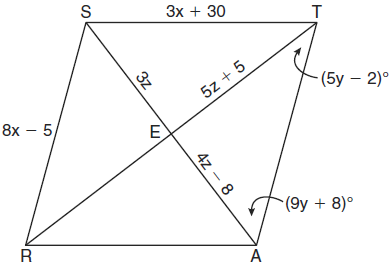 S
3x + 30
T
3z
5z + 5
(5y − 2)°
8x − 5
E
4z − 8
(9y + 8)°
R
A